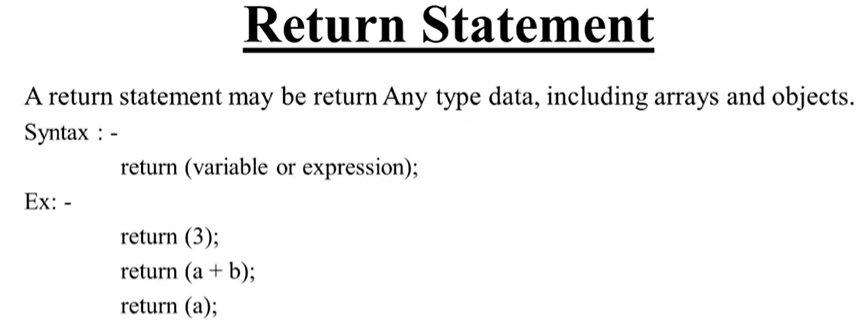 Return Statement
A return statement may be return Any type data, including arrays and objects.
Syntax : -
return (variable or expression);
Ex: -
return (3);
return (a + b);
return (a);